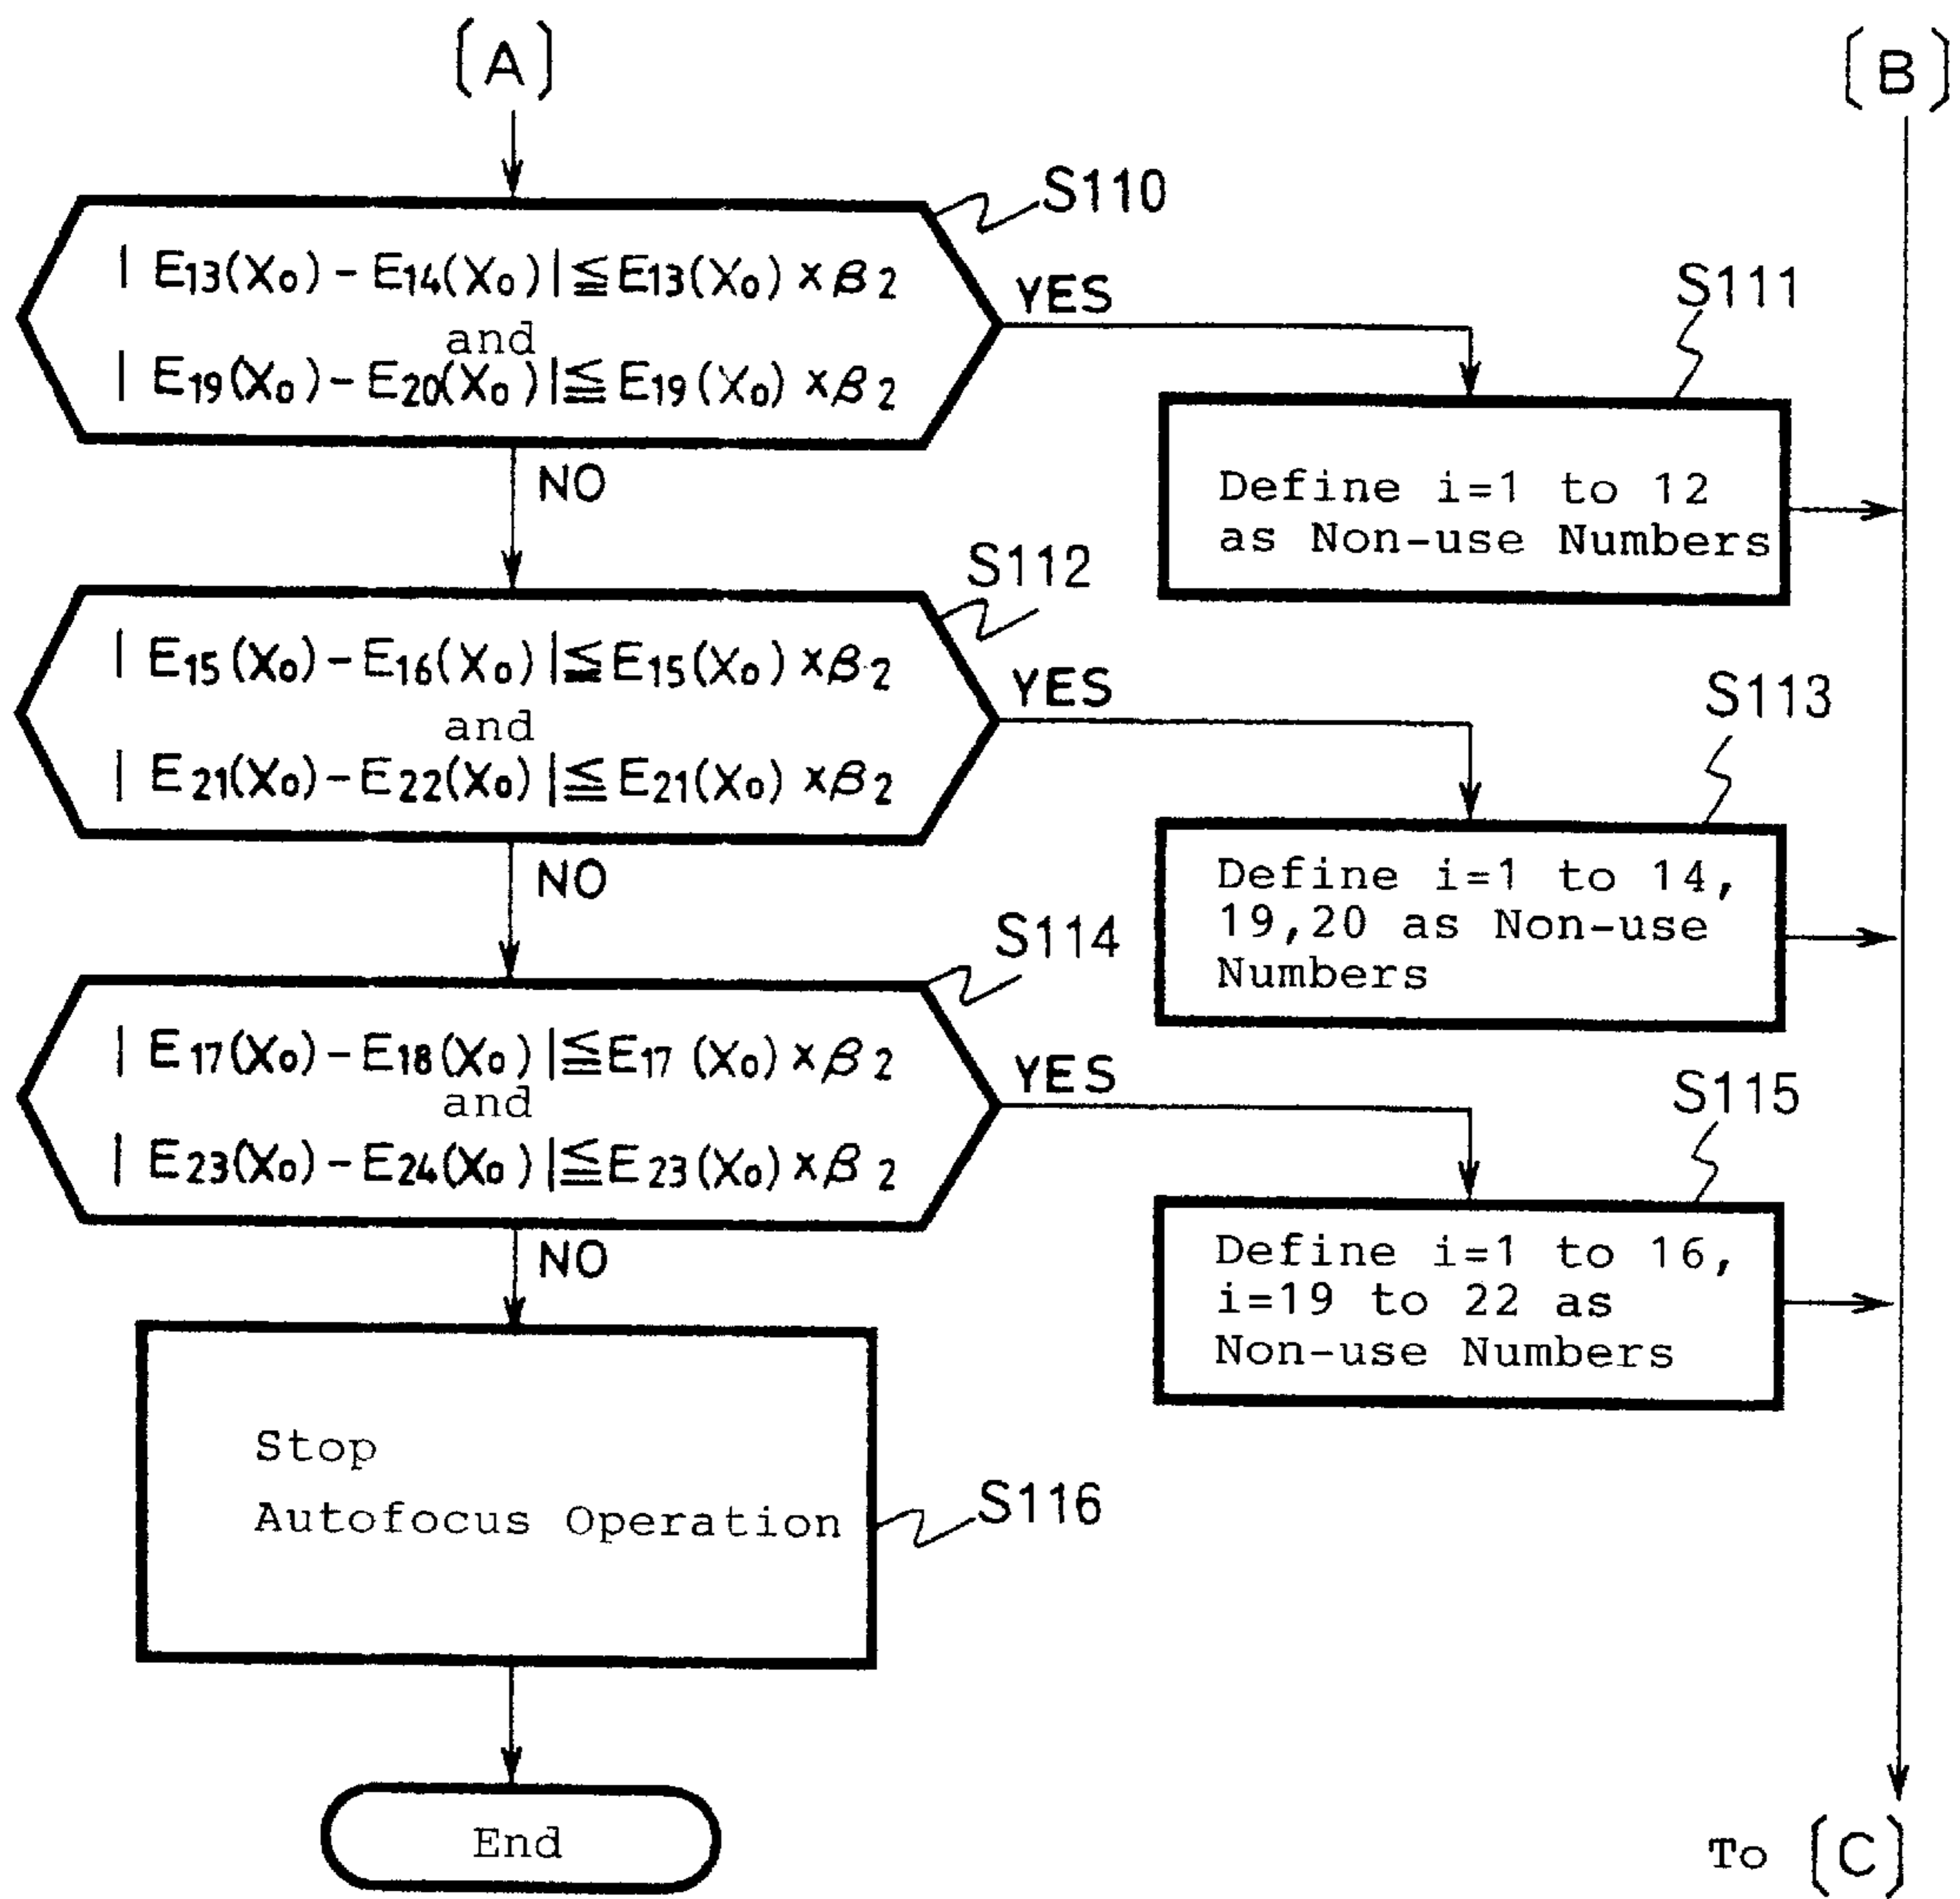 [A]
[B]
S110
| E13(X0) - E14(X0) | ≦ E13(X0) × β2
and
| E19(X0) - E20(X0) | ≦ E19(X0) × β2
YES
NO
S111
Define i=1 to 12
as Non-use Numbers
S112
| E15(X0) - E16(X0) | ≦ E15(X0) × β2
and
| E21(X0) - E22(X0) | ≦ E21(X0) × β2
YES
NO
S113
Define i=1 to 14,
19,20 as Non-use
Numbers
S114
| E17(X0) - E18(X0) | ≦ E17(X0) × β2
and
| E23(X0) - E24(X0) | ≦ E23(X0) × β2
YES
NO
S115
Define i=1 to 16,
i=19 to 22 as
Non-use Numbers
Stop
Autofocus Operation
S116
End
To [C]